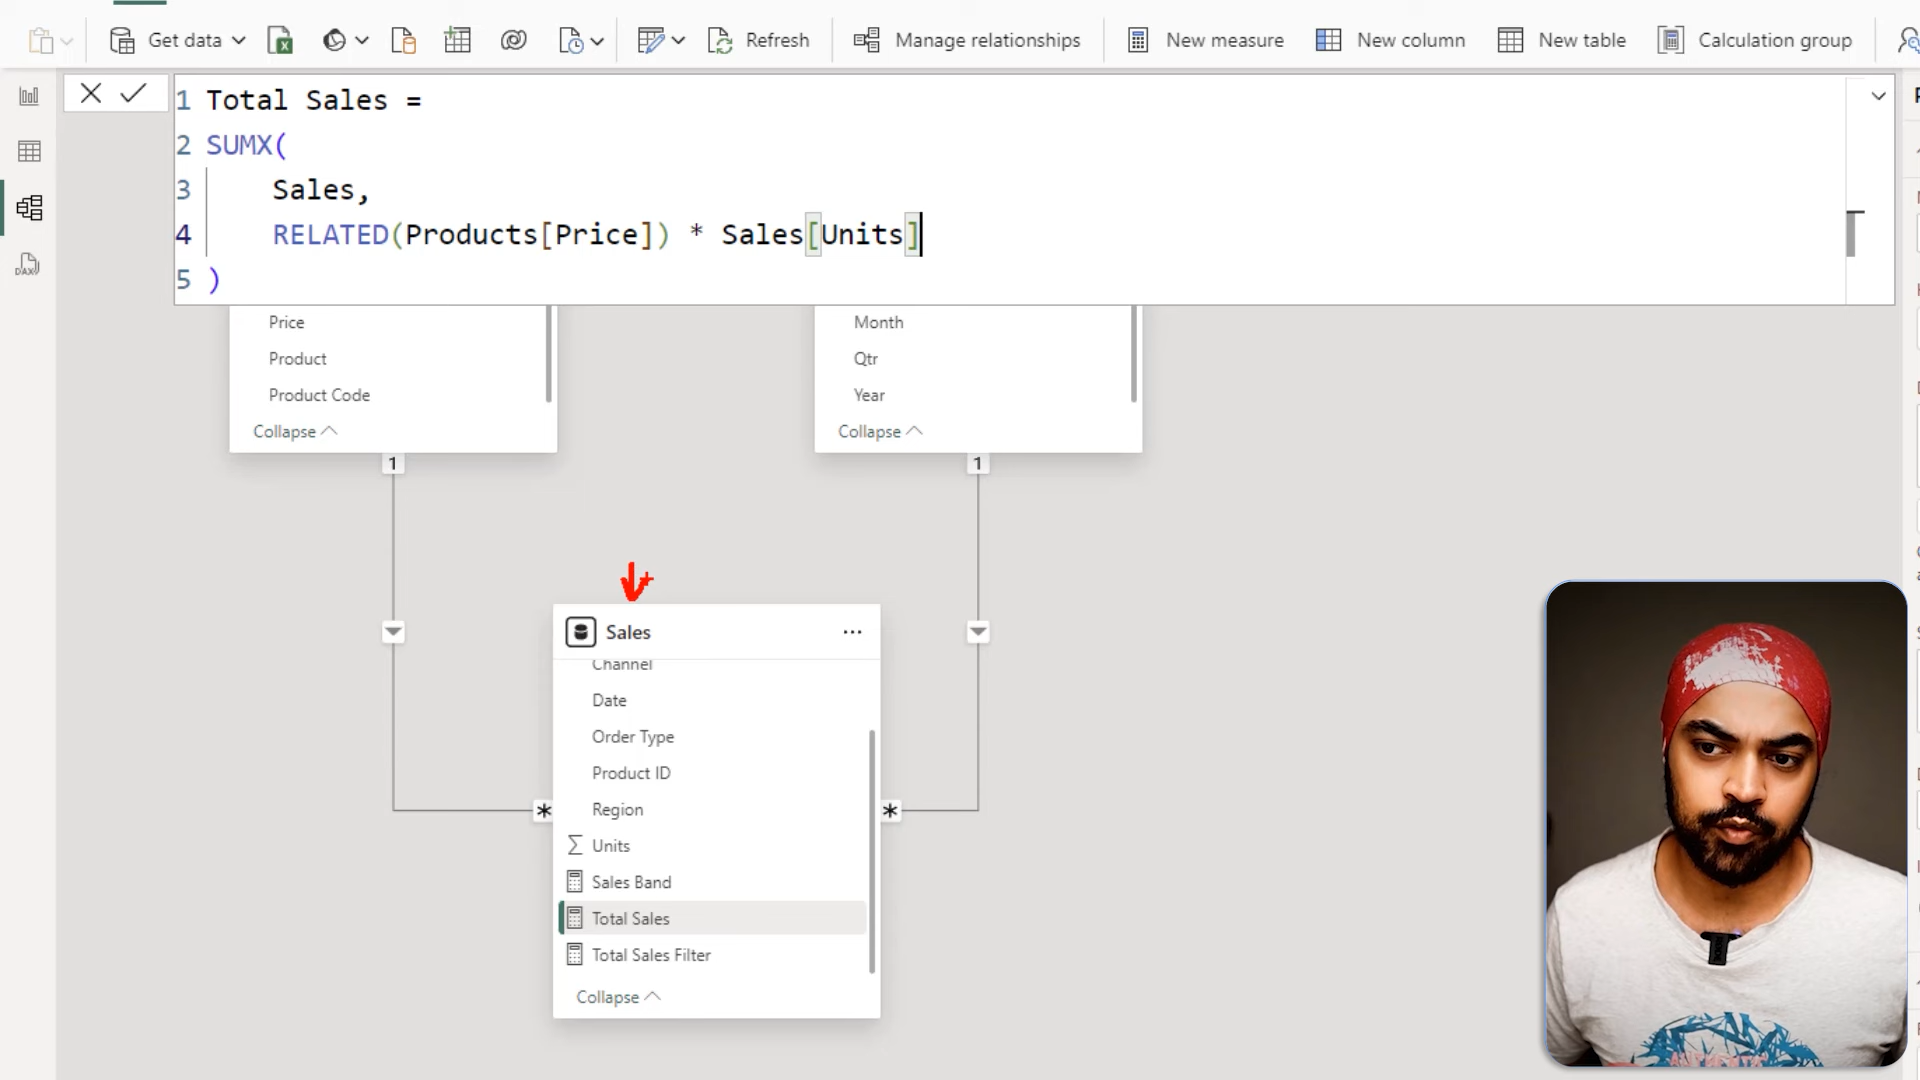 Get data
Refresh
Manage relationships
New measure
New column
New table
Calculation group
1 Total Sales =
2 SUMX(
3 Sales,
4 RELATED(Products[Price]) * Sales[Units]
5 )
DAX
Price
Product
Product Code
Collapse
Month
Qtr
Year
Collapse
1
1
Sales
Channel
Date
Order Type
Product ID
Region
Units
Sales Band
Total Sales
Total Sales Filter
Collapse
*
*